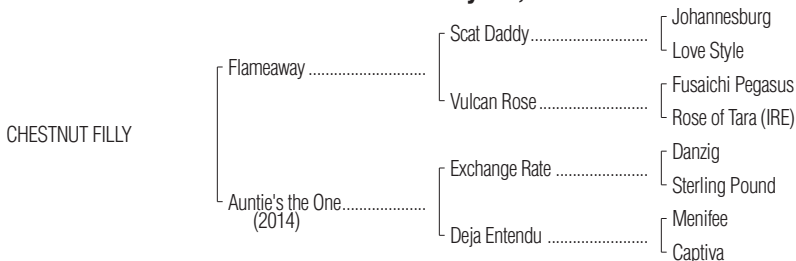 Johannesburg
Scat Daddy
Love Style
Flameaway
Fusaichi Pegasus
Vulcan Rose
Rose of Tara (IRE)
CHESTNUT FILLY
Danzig
Exchange Rate
Sterling Pound
Auntie's the One
(2014)
Menifee
Deja Entendu
Captiva